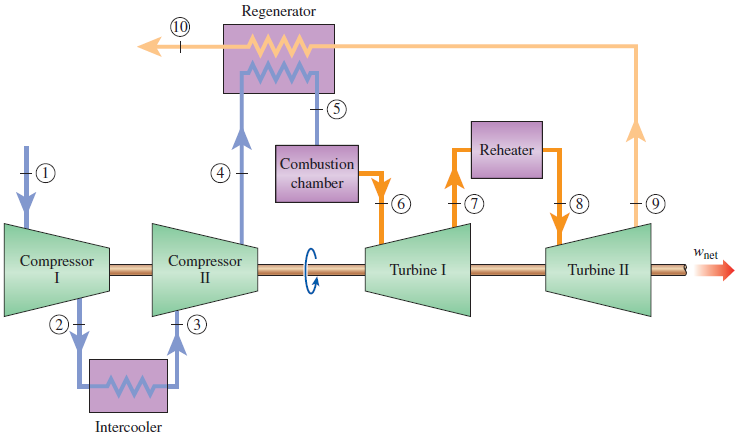 Regenerator
10
5
1
4
Combustion
chamber
Reheater
6
7
8
9
Compressor
I
Compressor
II
Turbine I
Turbine II
wnet
2
3
Intercooler